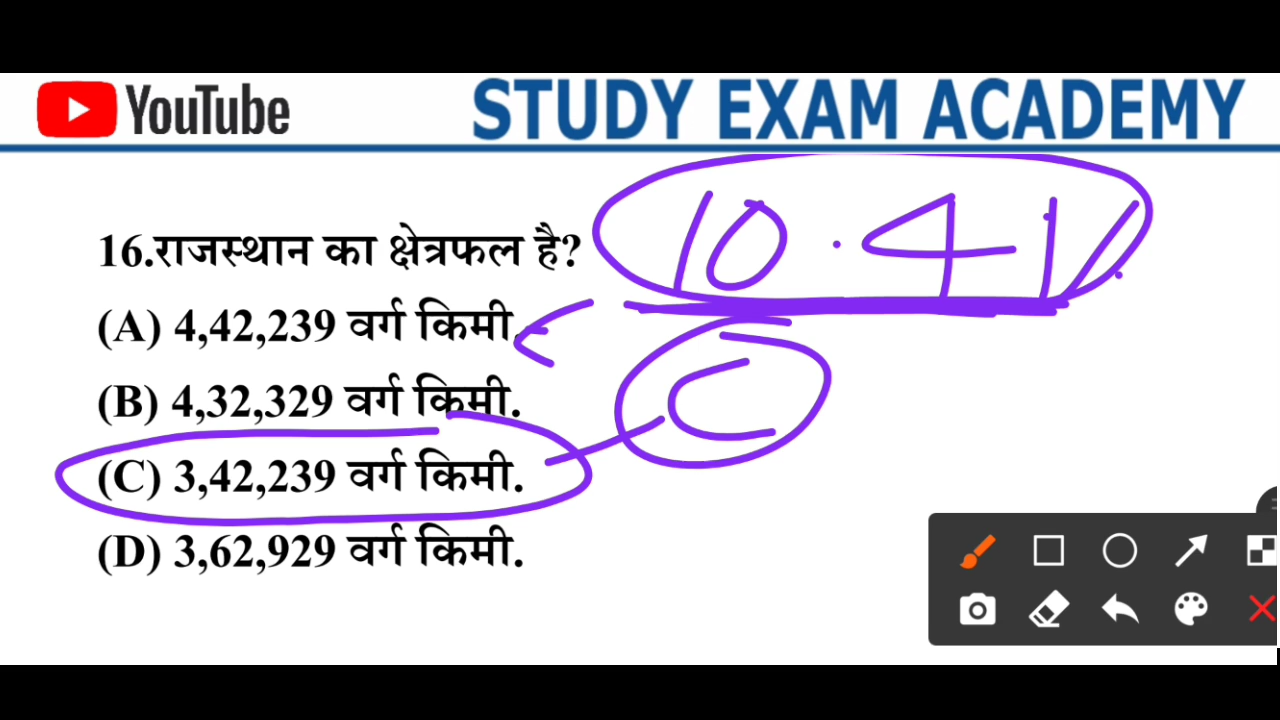 YouTube STUDY EXAM ACADEMY
10.41%
16.राजस्थान का क्षेत्रफल है?
(A) 4,42,239 वर्ग किमी.
(B) 4,32,329 वर्ग किमी.
C
(C) 3,42,239 वर्ग किमी.
(D) 3,62,929 वर्ग किमी.